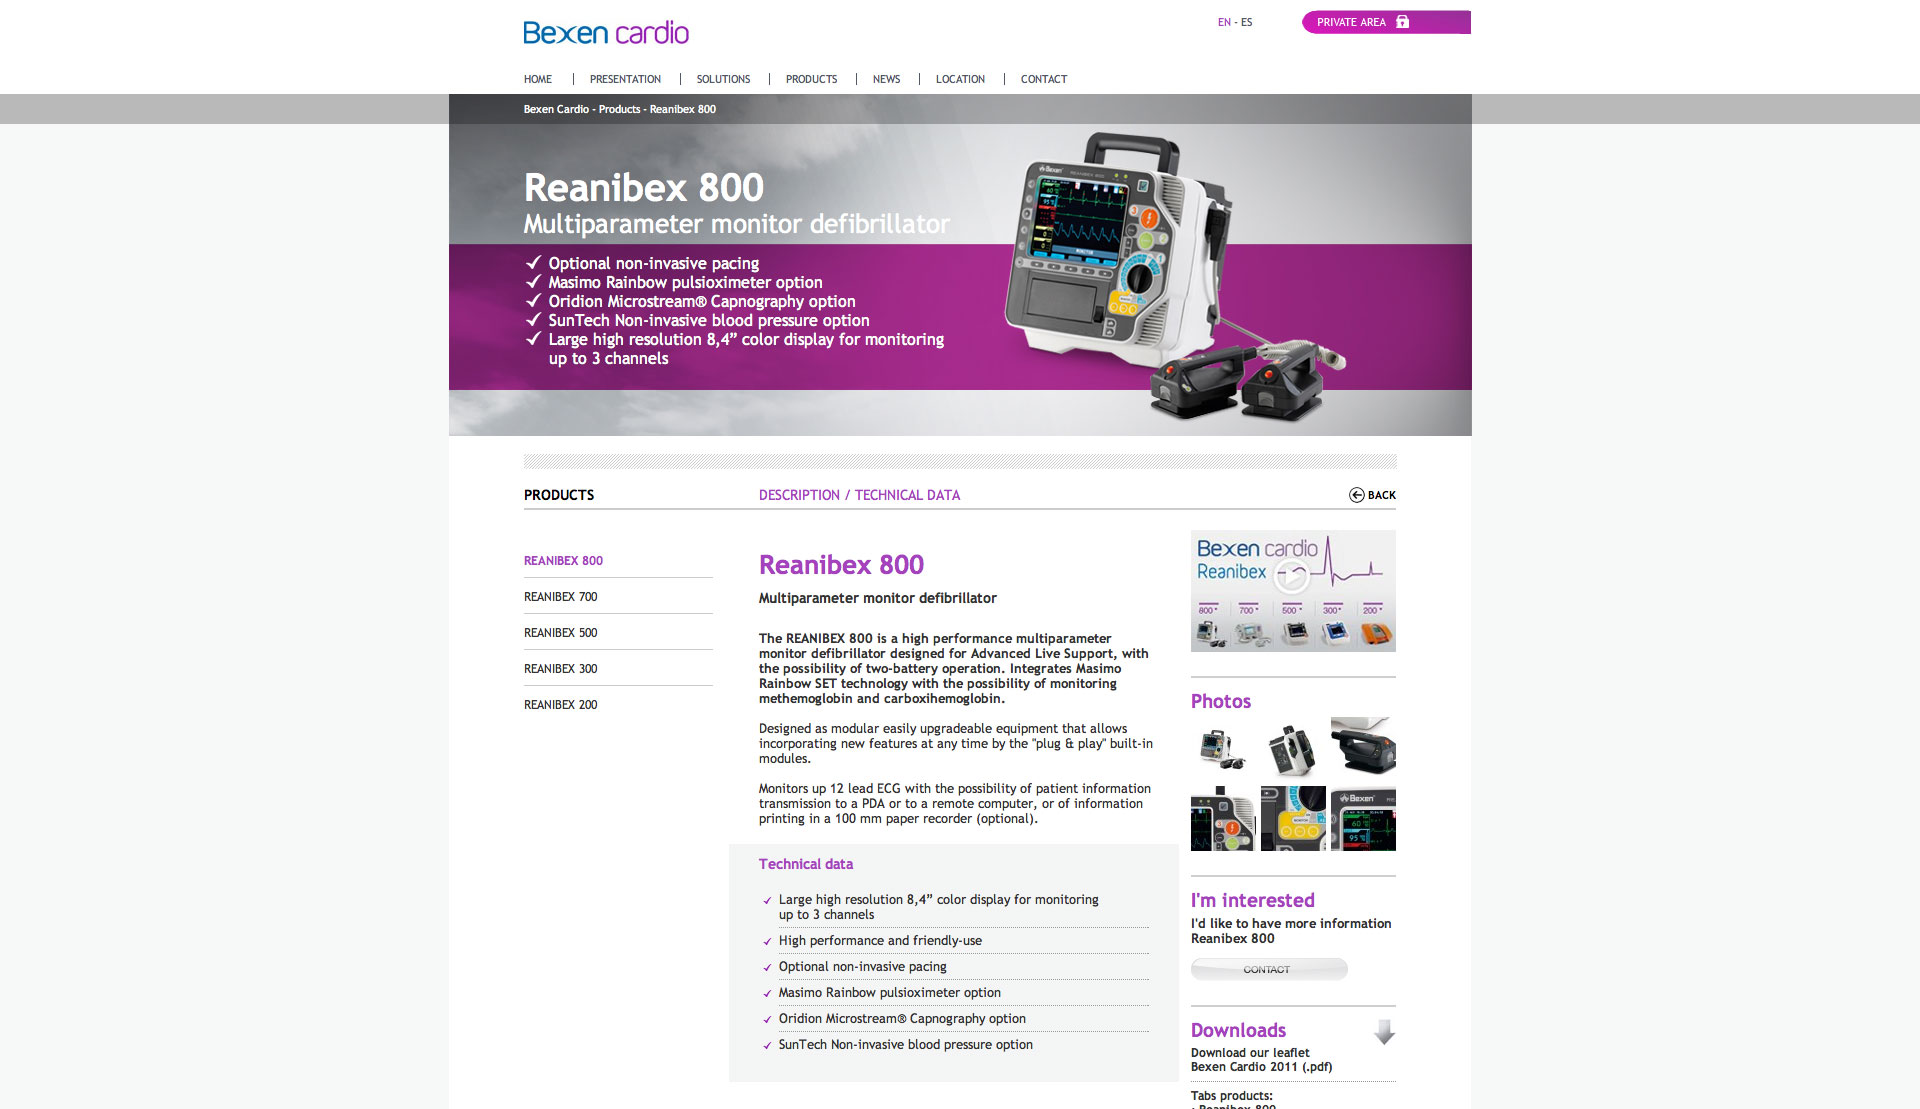 Bexen cardio
EN - ES
PRIVATE AREA
HOME
PRESENTATION
SOLUTIONS
PRODUCTS
NEWS
LOCATION
CONTACT
Bexen Cardio - Products - Reanibex 800
Reanibex 800
Multiparameter monitor defibrillator
Optional non-invasive pacing
Masimo Rainbow pulsioximeter option
Oridion Microstream® Capnography option
SunTech Non-invasive blood pressure option
Large high resolution 8,4” color display for monitoring
up to 3 channels
Bexen
REANIBEX 800
PRODUCTS
DESCRIPTION / TECHNICAL DATA
BACK
REANIBEX 800
REANIBEX 700
REANIBEX 500
REANIBEX 300
REANIBEX 200
Reanibex 800
Multiparameter monitor defibrillator
The REANIBEX 800 is a high performance multiparameter
monitor defibrillator designed for Advanced Live Support, with
the possibility of two-battery operation. Integrates Masimo
Rainbow SET technology with the possibility of monitoring
methemoglobin and carboxihemoglobin.
Designed as modular easily upgradeable equipment that allows
incorporating new features at any time by the "plug & play" built-in
modules.
Monitors up 12 lead ECG with the possibility of patient information
transmission to a PDA or to a remote computer, or of information
printing in a 100 mm paper recorder (optional).
Technical data
Large high resolution 8,4” color display for monitoring
up to 3 channels
High performance and friendly-use
Optional non-invasive pacing
Masimo Rainbow pulsioximeter option
Oridion Microstream® Capnography option
SunTech Non-invasive blood pressure option
Bexen cardio
Reanibex
800
700
500
300
200
Photos
Bexen
60
95
I'm interested
I'd like to have more information
Reanibex 800
CONTACT
Downloads
Download our leaflet
Bexen Cardio 2011 (.pdf)
Tabs products:
- Reanibex 800